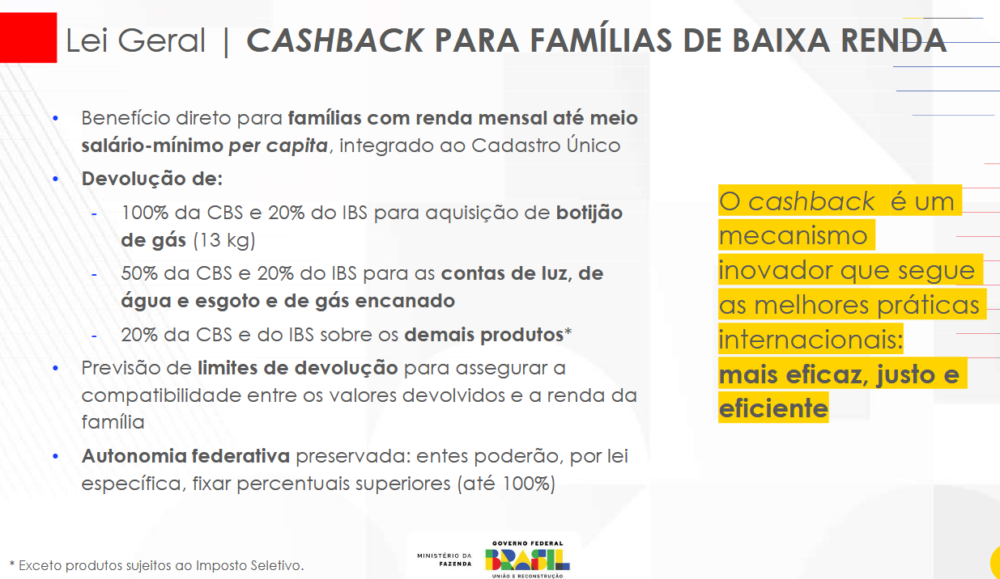 Lei Geral | CASHBACK PARA FAMÍLIAS DE BAIXA RENDA
• Benefício direto para famílias com renda mensal até meio
salário-mínimo per capita, integrado ao Cadastro Único
• Devolução de:
- 100% da CBS e 20% do IBS para aquisição de botijão
de gás (13 kg)
- 50% da CBS e 20% do IBS para as contas de luz, de
água e esgoto e de gás encanado
- 20% da CBS e do IBS sobre os demais produtos*
• Previsão de limites de devolução para assegurar a
compatibilidade entre os valores devolvidos e a renda da
família
• Autonomia federativa preservada: entes poderão, por lei
específica, fixar percentuais superiores (até 100%)
O cashback é um
mecanismo
inovador que segue
as melhores práticas
internacionais:
mais eficaz, justo e
eficiente
* Exceto produtos sujeitos ao Imposto Seletivo.
MINISTÉRIO DA
FAZENDA
GOVERNO FEDERAL
BRASIL
UNIÃO E RECONSTRUÇÃO